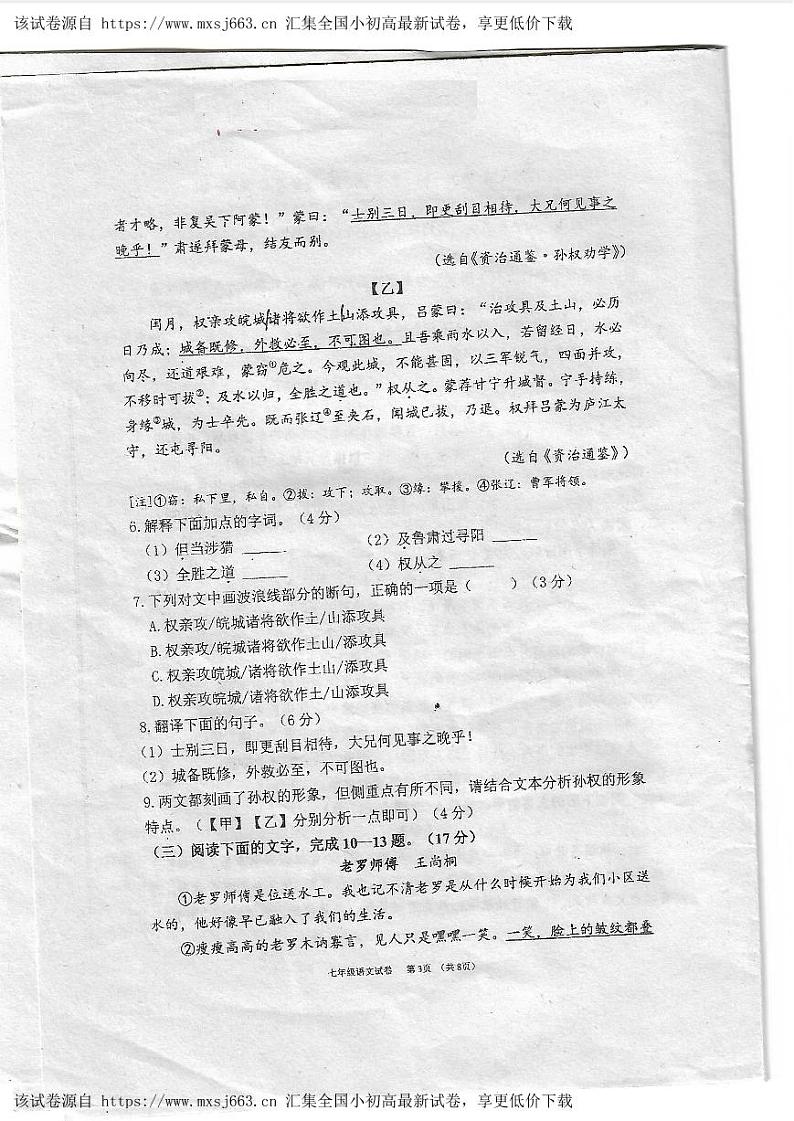 该试卷源自 https://www.mxsj663.cn 汇集全国小初高最新试卷，享更低价下载
者才略，非复吴下阿蒙！”蒙曰：“士别三日，即更刮目相待，大兄何见事之
晚乎！”肃遂拜蒙母，结友而别。
（选自《资治通鉴·孙权劝学》）
【乙】
闰月，权亲攻皖城诸将欲作土山添攻具，吕蒙曰：“治攻具及土山，必历
日乃成；城备既修，外救必至，不可图也。且吾乘雨水以入，若留经日，水必
向尽，还道艰难，蒙窃①危之。今观此城，不能甚固，以三军锐气，四面并攻，
不移时可拔②；及水以归，全胜之道也。”权从之。蒙荐甘宁升城督。宁手持练，
身缘③城，为士卒先。既而张辽④至夹石，闻城已拔，乃退。权拜吕蒙为庐江太
守，还屯寻阳。
（选自《资治通鉴》）
[注]①窃：私下里，私自。②拔：攻下；攻取。③缘：攀援。④张辽：曹军将领。
6.解释下面加点的字词。（4分）
（1）但当涉猎 ______ （2）及鲁肃过寻阳 ______
（3）全胜之道 ______ （4）权从之 ______
7.下列对文中画波浪线部分的断句，正确的一项是（　　）（3分）
A.权亲攻/皖城诸将欲作土/山添攻具
B.权亲攻/皖城诸将欲作土山/添攻具
C.权亲攻皖城/诸将欲作土山/添攻具
D.权亲攻皖城/诸将欲作土/山添攻具
8.翻译下面的句子。（6分）
（1）士别三日，即更刮目相待，大兄何见事之晚乎！
（2）城备既修，外救必至，不可图也。
9.两文都刻画了孙权的形象，但侧重点有所不同，请结合文本分析孙权的形象
特点。（【甲】【乙】分别分析一点即可）（4分）
（三）阅读下面的文字，完成10—13题。（17分）
老罗师傅　王尚桐
①老罗师傅是位送水工。我也记不清老罗是从什么时候开始为我们小区送
水的，他好像早已融入了我们的生活。
②瘦瘦高高的老罗木讷寡言，见人只是嘿嘿一笑。一笑，脸上的皱纹都叠
七年级语文试卷　第3页　（共8页）
该试卷源自 https://www.mxsj663.cn 汇集全国小初高最新试卷，享更低价下载